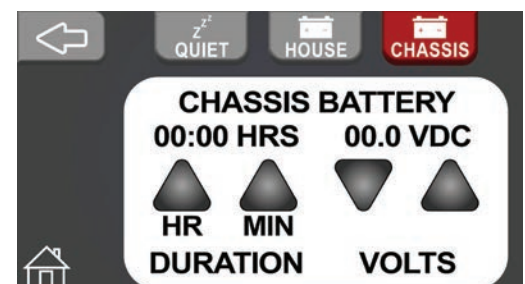 zzz
QUIET
HOUSE
CHASSIS
CHASSIS BATTERY
00:00 HRS 00.0 VDC
HR MIN
DURATION VOLTS